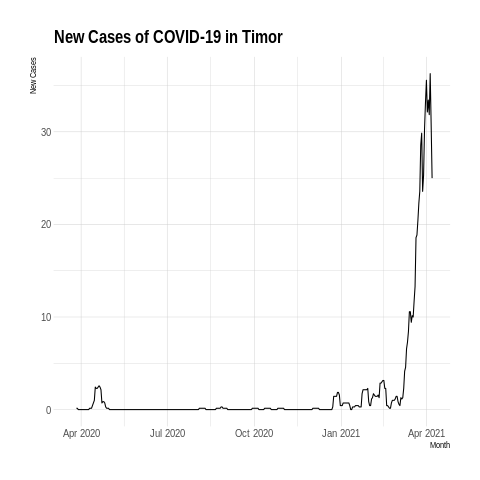 New Cases of COVID-19 in Timor
New Cases
30
20
10
0
Apr 2020
Jul 2020
Oct 2020
Jan 2021
Apr 2021
Month